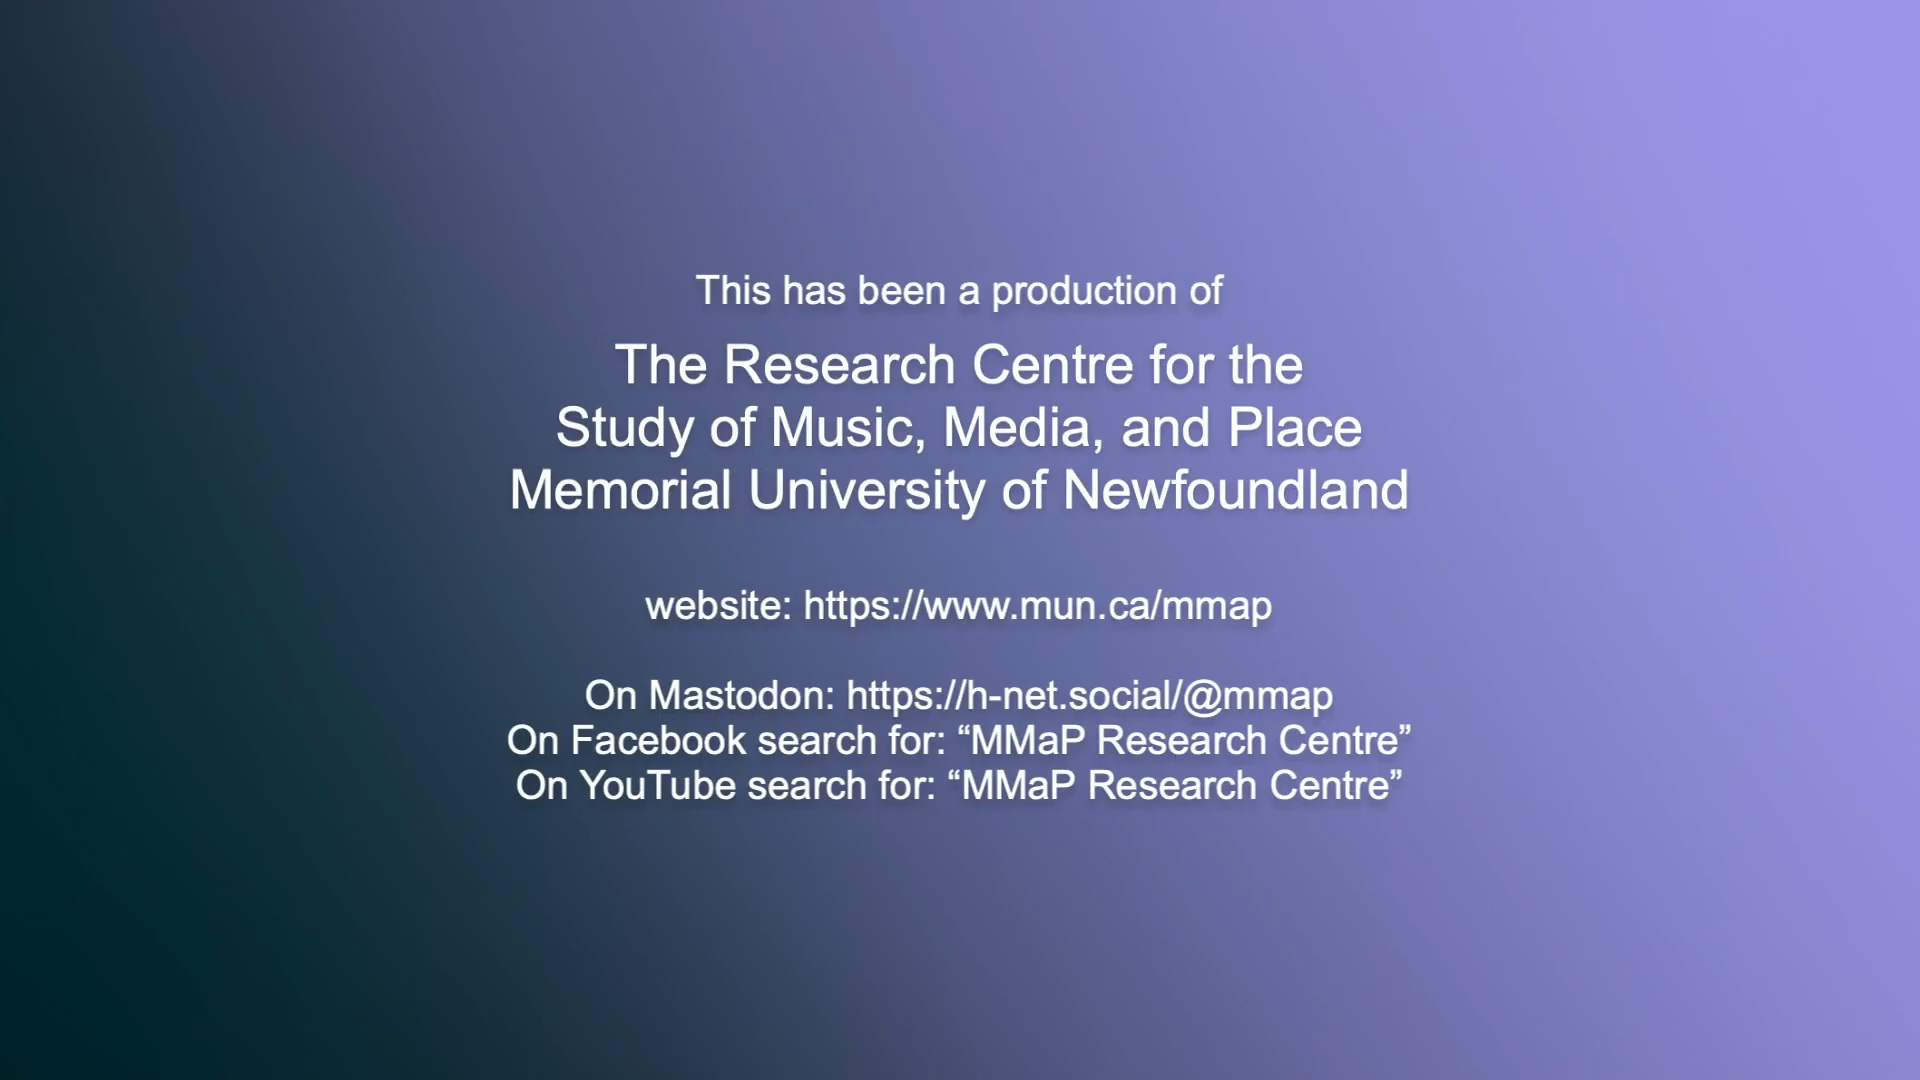 This has been a production of
The Research Centre for the
Study of Music, Media, and Place
Memorial University of Newfoundland
website: https://www.mun.ca/mmap
On Mastodon: https://h-net.social/@mmap
On Facebook search for: “MMaP Research Centre”
On YouTube search for: “MMaP Research Centre”